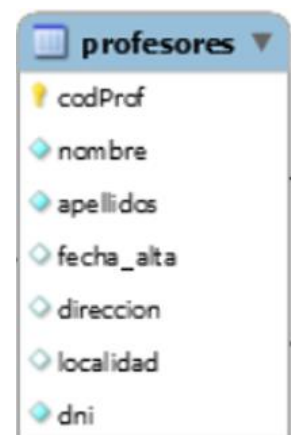 profesores
codProf
nombre
apellidos
fecha_alta
direccion
localidad
dni